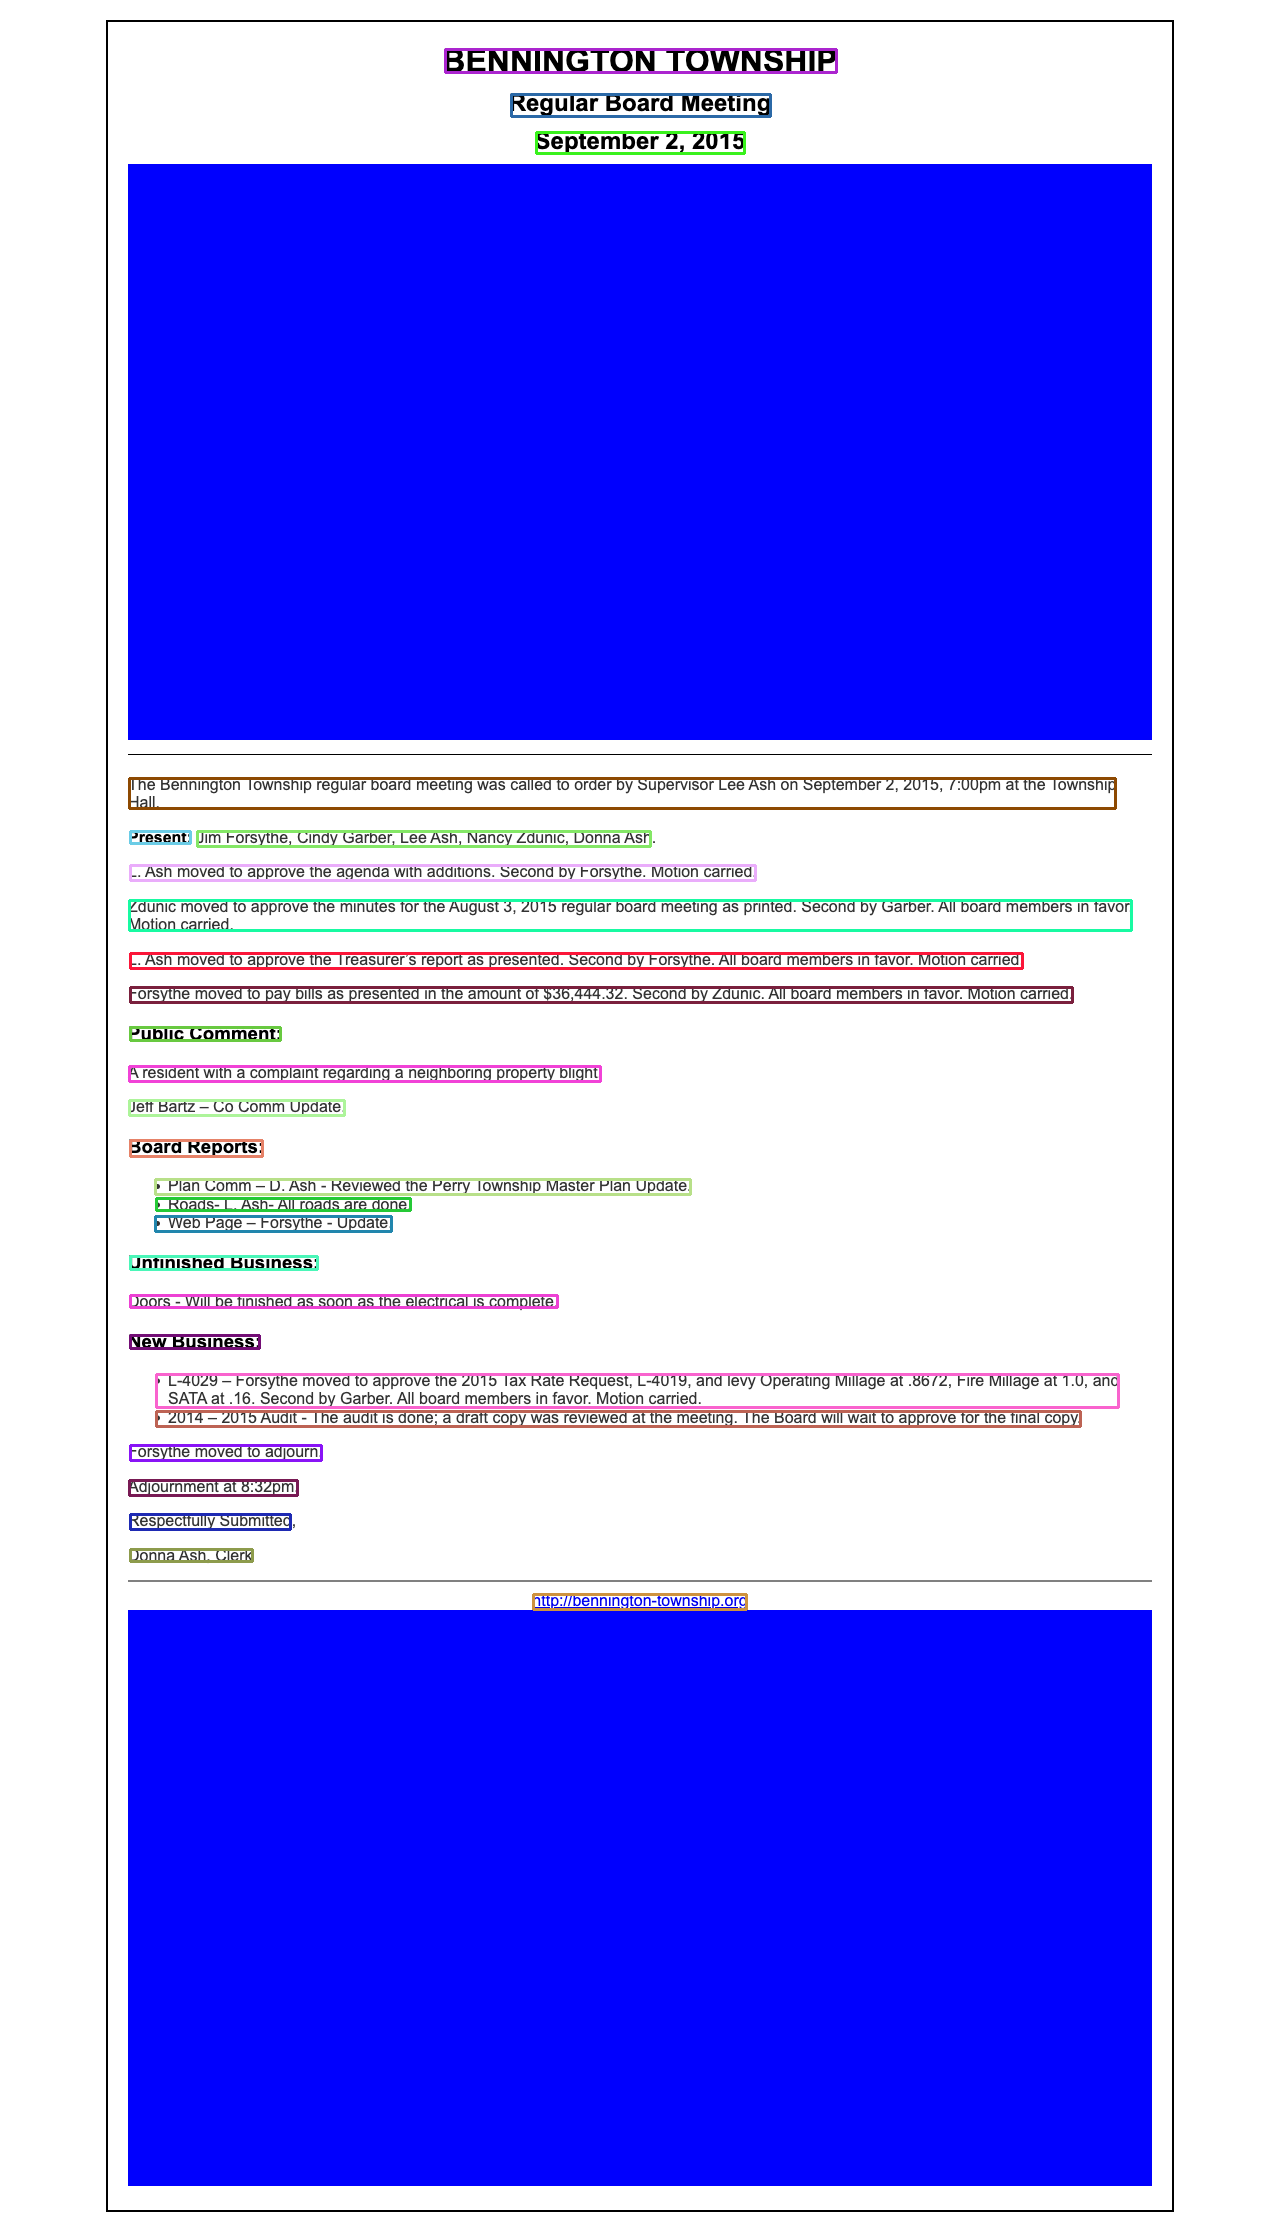 BENNINGTON TOWNSHIP
Regular Board Meeting
September 2, 2015
The Bennington Township regular board meeting was called to order by Supervisor Lee Ash on September 2, 2015, 7:00pm at the Township
Hall.
Present: Jim Forsythe, Cindy Garber, Lee Ash, Nancy Zdunic, Donna Ash.
L. Ash moved to approve the agenda with additions. Second by Forsythe. Motion carried.
Zdunic moved to approve the minutes for the August 3, 2015 regular board meeting as printed. Second by Garber. All board members in favor.
Motion carried.
L. Ash moved to approve the Treasurer's report as presented. Second by Forsythe. All board members in favor. Motion carried.
Forsythe moved to pay bills as presented in the amount of $36,444.32. Second by Zdunic. All board members in favor. Motion carried.
Public Comment:
A resident with a complaint regarding a neighboring property blight.
Jeff Bartz – Co Comm Update.
Board Reports:
• Plan Comm – D. Ash - Reviewed the Perry Township Master Plan Update.
• Roads- L. Ash- All roads are done.
• Web Page – Forsythe - Update.
Unfinished Business:
Doors - Will be finished as soon as the electrical is complete.
New Business:
• L-4029 – Forsythe moved to approve the 2015 Tax Rate Request, L-4019, and levy Operating Millage at .8672, Fire Millage at 1.0, and
SATA at .16. Second by Garber. All board members in favor. Motion carried.
• 2014 – 2015 Audit - The audit is done; a draft copy was reviewed at the meeting. The Board will wait to approve for the final copy.
Forsythe moved to adjourn.
Adjournment at 8:32pm.
Respectfully Submitted,
Donna Ash, Clerk
http://bennington-township.org